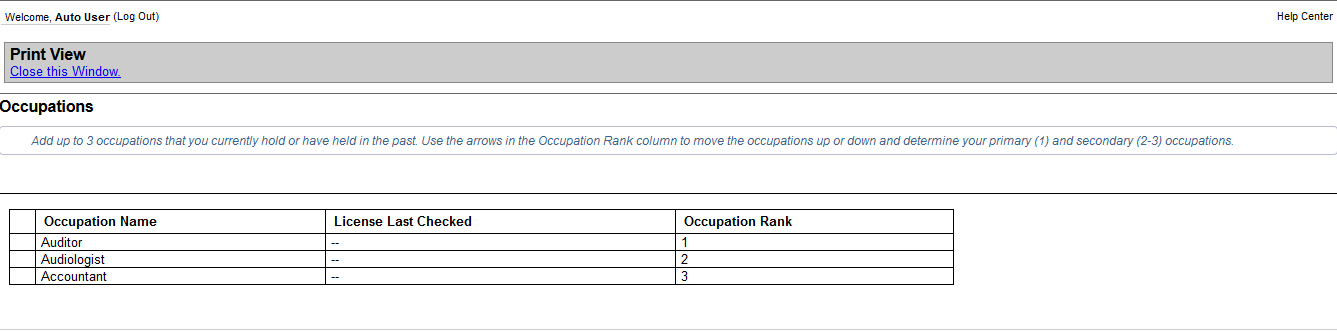 Welcome, Auto User (Log Out) Help Center
Print View
Close this Window.
Occupations
Add up to 3 occupations that you currently hold or have held in the past. Use the arrows in the Occupation Rank column to move the occupations up or down and determine your primary (1) and secondary (2-3) occupations.
Occupation Name License Last Checked Occupation Rank
Auditor -- 1
Audiologist -- 2
Accountant -- 3